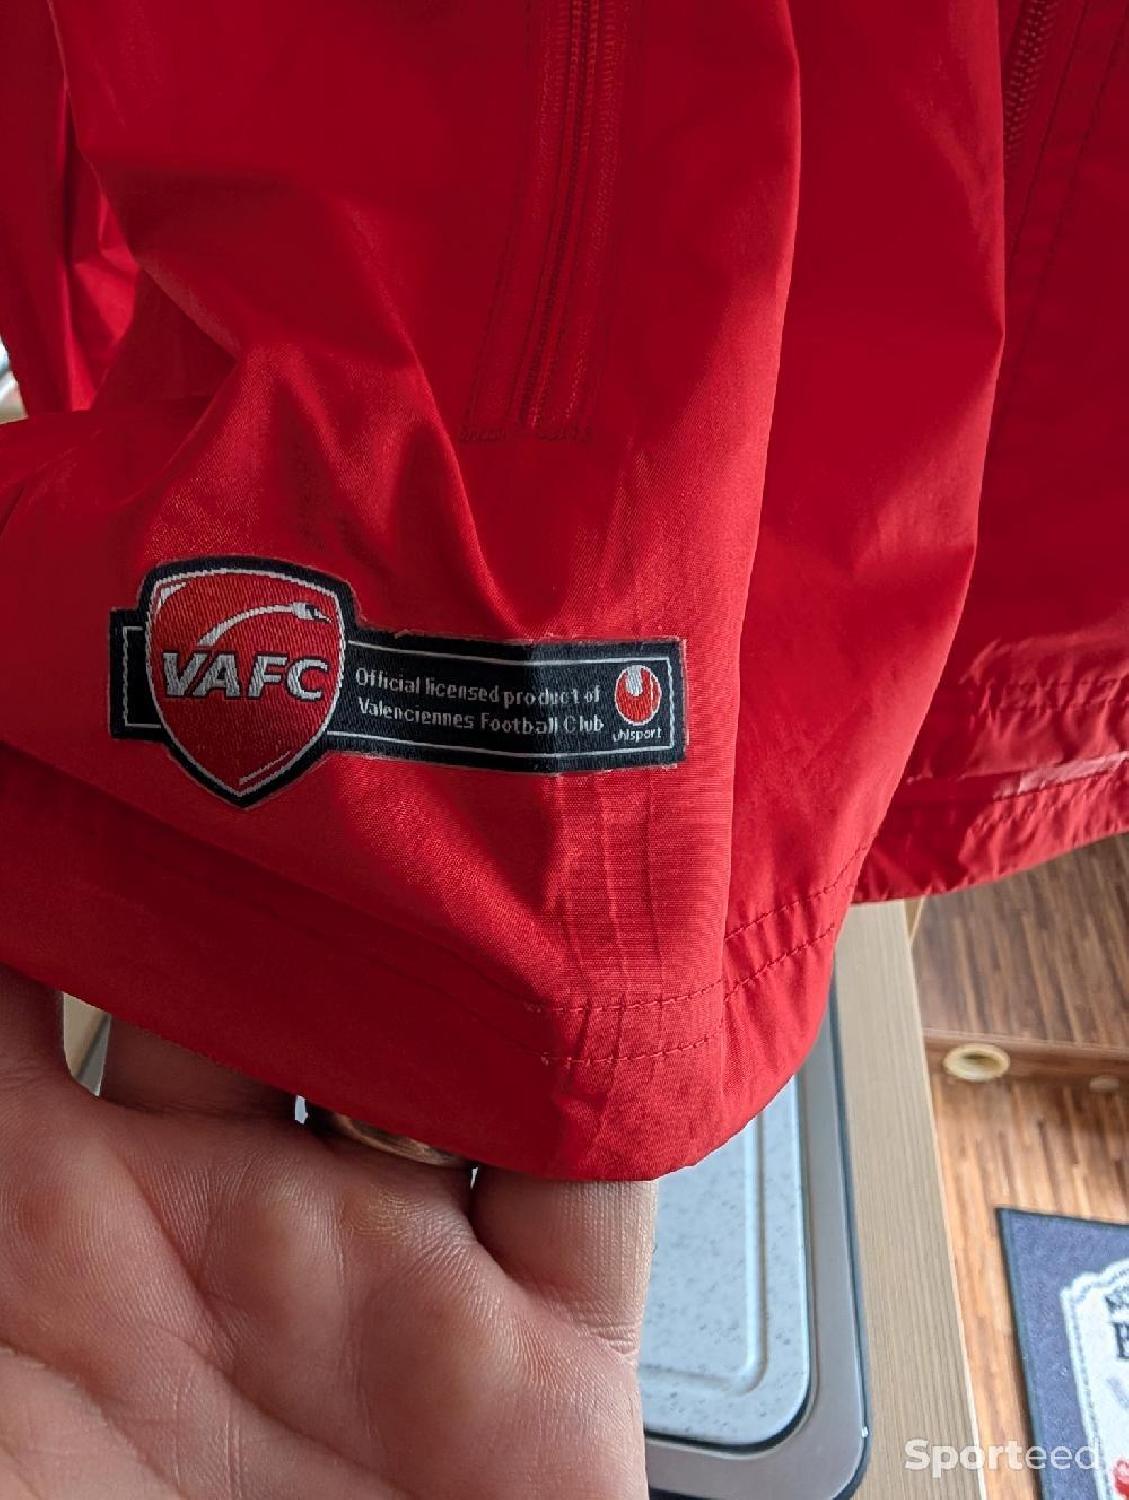 VAFC
Official licensed product of
Valenciennes Football Club
uhlsport
Sporteed